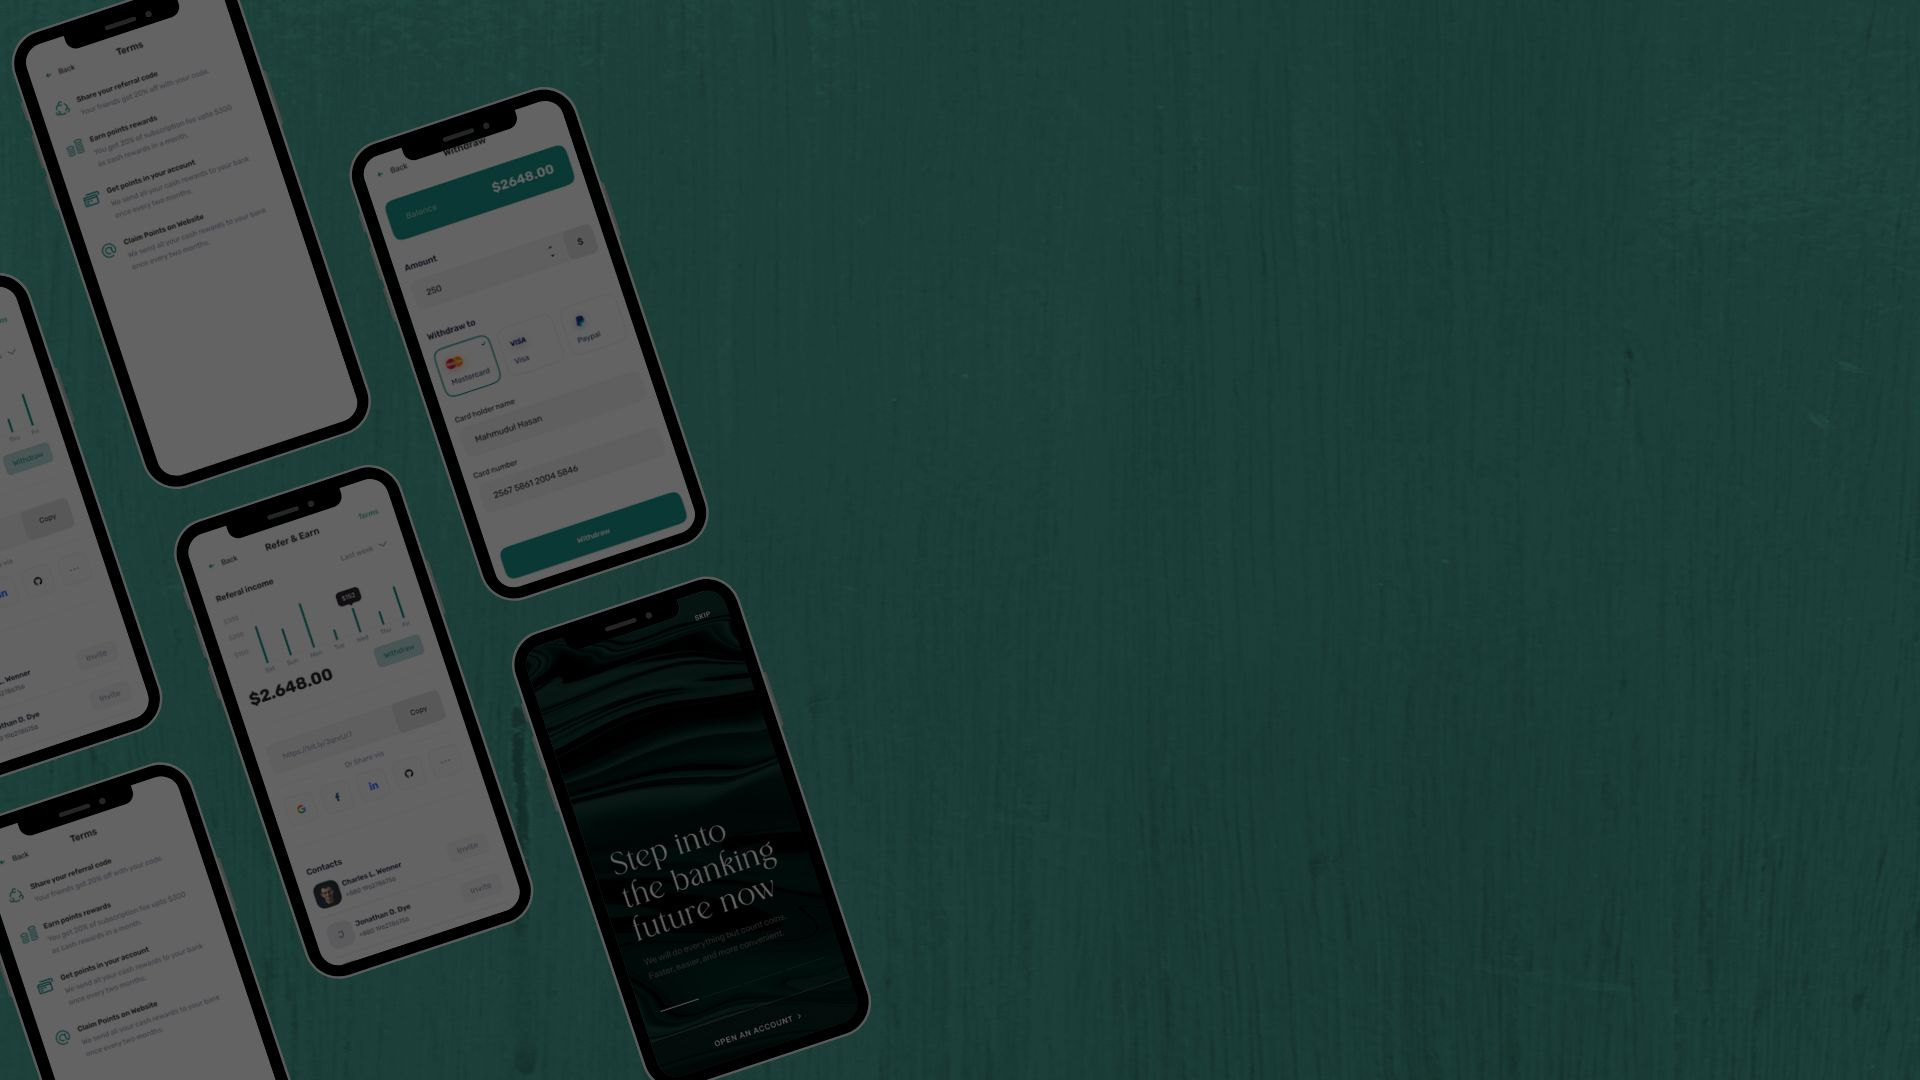 Terms
Back
Share your referral code
Your friends got 20% off with your code.
Earn points rewards
You get 20% of subscription fee upto $300
as cash rewards in a month.
Get points in your account
We send all your cash rewards to your bank
once every two months.
Claim Points on Website
We send all your cash rewards to your bank
once every two months.
Withdraw
Back
$2648.00
Balance
Amount
250
$
Withdraw to
Mastercard
VISA
Visa
Paypal
Card holder name
Mahmudul Hasan
Card number
2567 5861 2004 5846
Withdraw
Thu
Fri
Withdraw
Copy
in
L. Wenner
Invite
D. Dye
Invite
Refer & Earn
Terms
Back
Last week
Referal income
$300
$200
$100
$152
Sat
Sun
Mon
Tue
Wed
Thu
Fri
Withdraw
$2.648.00
Copy
Or Share via
G
f
in
Contacts
Charles L. Wenner
+880 1962786756
Invite
J
Jonathan D. Dye
+880 1962786756
Invite
SKIP
Step into
the banking
future now
We will do everything but count coins.
Faster, easier, and more convenient.
OPEN AN ACCOUNT >
Terms
Back
Share your referral code
Your friends got 20% off with your code.
Earn points rewards
You get 20% of subscription fee upto $300
as cash rewards in a month.
Get points in your account
We send all your cash rewards to your bank
once every two months.
Claim Points on Website
We send all your cash rewards to your bank
once every two months.